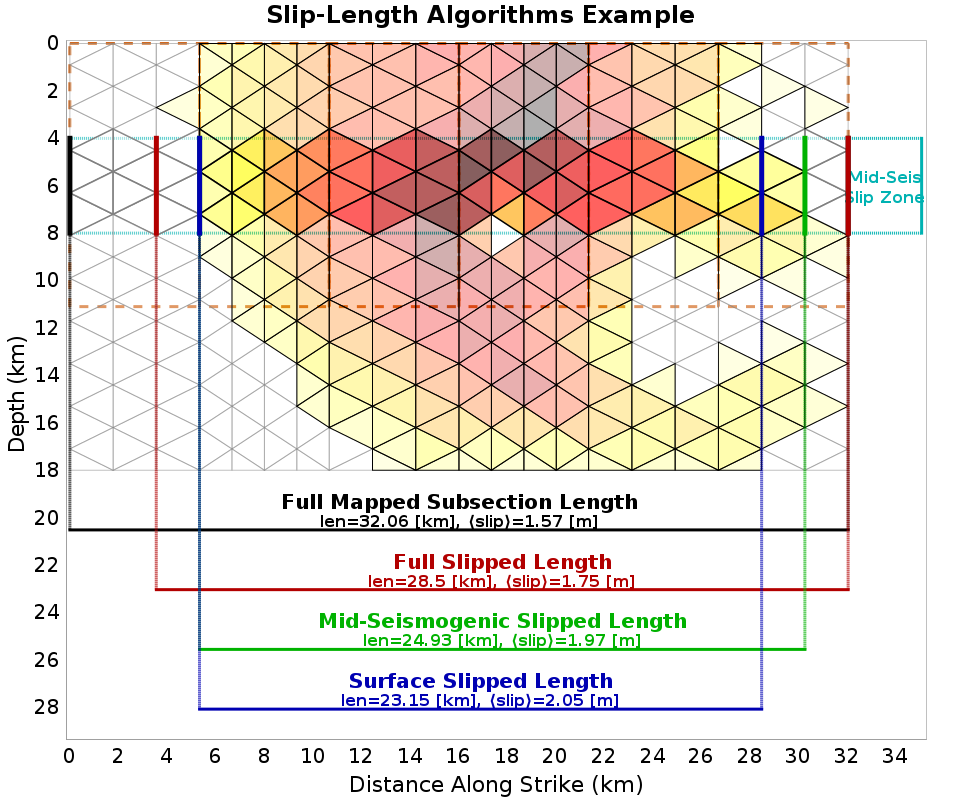 Slip-Length Algorithms Example
0
2
4
6
8
10
12
14
16
18
20
22
24
26
28
Depth (km)
Mid-Seis
Slip Zone
Full Mapped Subsection Length
len=32.06 [km], ⟨slip⟩=1.57 [m]
Full Slipped Length
len=28.5 [km], ⟨slip⟩=1.75 [m]
Mid-Seismogenic Slipped Length
len=24.93 [km], ⟨slip⟩=1.97 [m]
Surface Slipped Length
len=23.15 [km], ⟨slip⟩=2.05 [m]
0 2 4 6 8 10 12 14 16 18 20 22 24 26 28 30 32 34
Distance Along Strike (km)